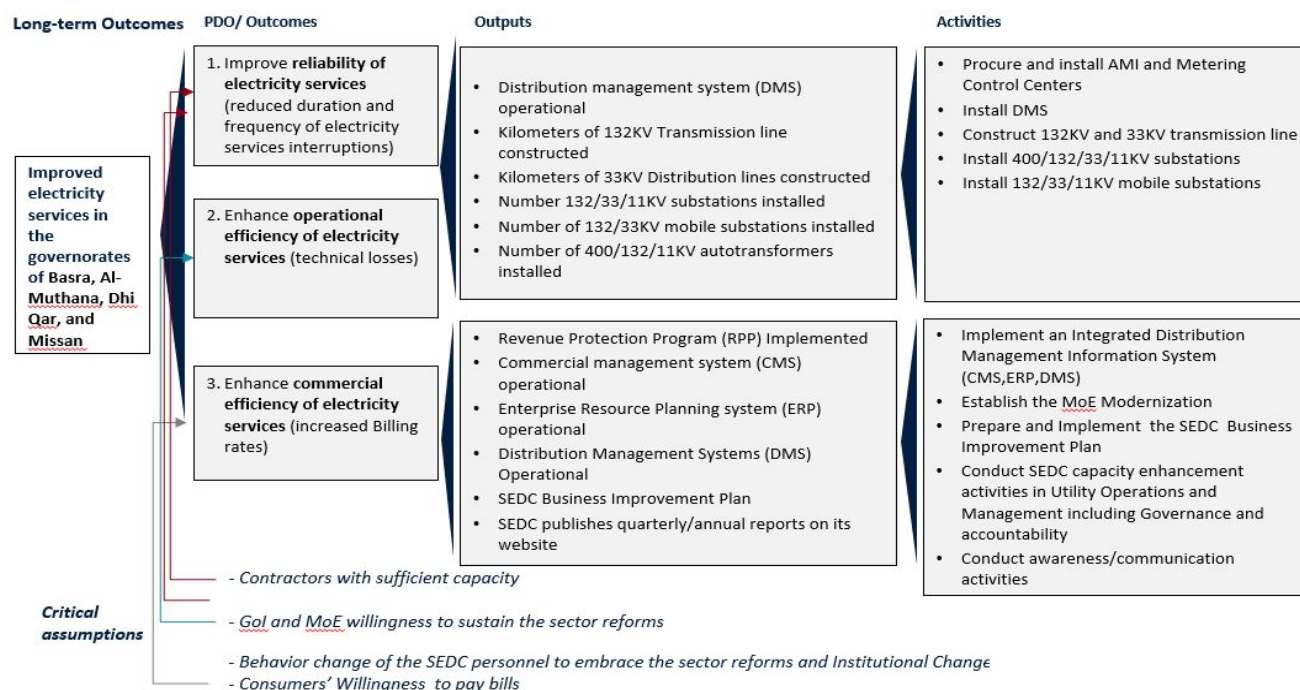 Long-term Outcomes
PDO/ Outcomes
Outputs
Activities
Improved
electricity
services in
the
governorates
of Basra, Al-
Muthana, Dhi
Qar, and
Missan
1. Improve reliability of
electricity services
(reduced duration and
frequency of electricity
services interruptions)
2. Enhance operational
efficiency of electricity
services (technical losses)
3. Enhance commercial
efficiency of electricity
services (increased Billing
rates)
• Distribution management system (DMS)
operational
• Kilometers of 132KV Transmission line
constructed
• Kilometers of 33KV Distribution lines constructed
• Number 132/33/11KV substations installed
• Number of 132/33KV mobile substations installed
• Number of 400/132/11KV autotransformers
installed
• Revenue Protection Program (RPP) Implemented
• Commercial management system (CMS)
operational
• Enterprise Resource Planning system (ERP)
operational
• Distribution Management Systems (DMS)
Operational
• SEDC Business Improvement Plan
• SEDC publishes quarterly/annual reports on its
website
• Procure and install AMI and Metering
Control Centers
• Install DMS
• Construct 132KV and 33KV transmission line
• Install 400/132/33/11KV substations
• Install 132/33/11KV mobile substations
• Implement an Integrated Distribution
Management Information System
(CMS,ERP,DMS)
• Establish the MoE Modernization
• Prepare and Implement the SEDC Business
Improvement Plan
• Conduct SEDC capacity enhancement
activities in Utility Operations and
Management including Governance and
accountability
• Conduct awareness/communication
activities
Critical
assumptions
- Contractors with sufficient capacity
- GoI and MoE willingness to sustain the sector reforms
- Behavior change of the SEDC personnel to embrace the sector reforms and Institutional Change
- Consumers' Willingness to pay bills